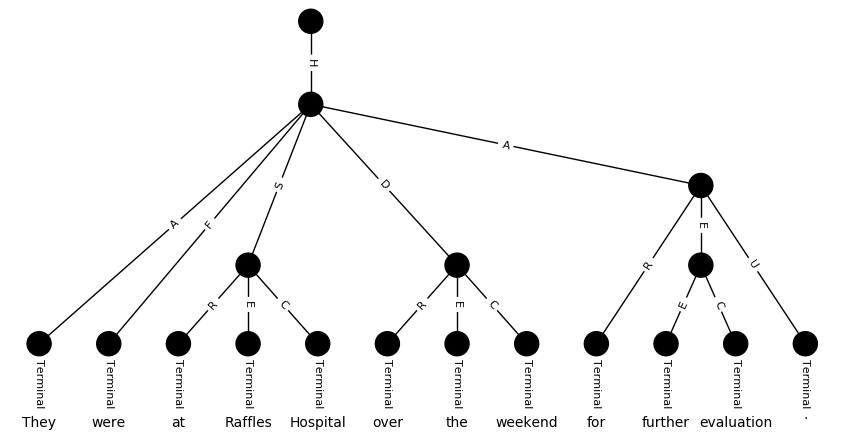 H
A
A
F
S
D
R
E
C
R
E
C
R
E
U
E
C
Terminal Terminal Terminal Terminal Terminal Terminal Terminal Terminal Terminal Terminal Terminal Terminal
They were at Raffles Hospital over the weekend for further evaluation .